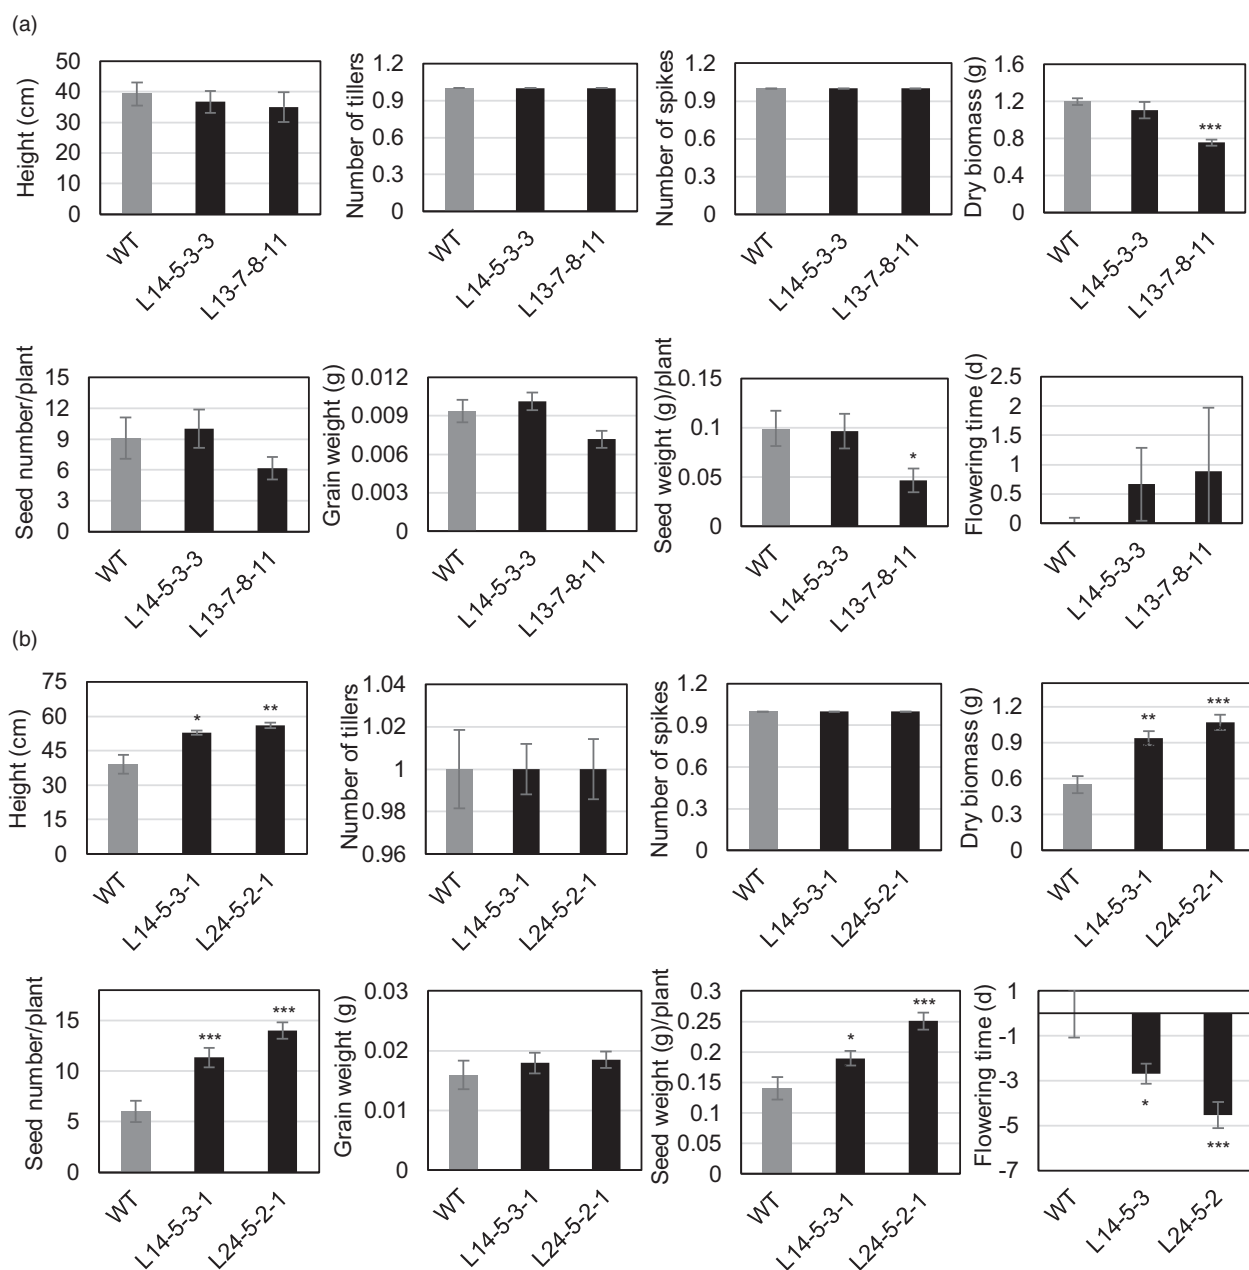 (a)
Height (cm)
50
40
30
20
10
0
WT
L14-5-3-3
L13-7-8-11
Number of tillers
1.2
0.9
0.6
0.3
0
WT
L14-5-3-3
L13-7-8-11
Number of spikes
1.2
0.9
0.6
0.3
0
WT
L14-5-3-3
L13-7-8-11
Dry biomass (g)
1.6
1.2
0.8
0.4
0
***
WT
L14-5-3-3
L13-7-8-11
Seed number/plant
15
12
9
6
3
0
WT
L14-5-3-3
L13-7-8-11
Grain weight (g)
0.012
0.009
0.006
0.003
0
WT
L14-5-3-3
L13-7-8-11
Seed weight (g)/plant
0.15
0.1
0.05
0
*
WT
L14-5-3-3
L13-7-8-11
Flowering time (d)
2.5
2
1.5
1
0.5
0
WT
L14-5-3-3
L13-7-8-11
(b)
Height (cm)
75
60
45
30
15
0
*
**
WT
L14-5-3-1
L24-5-2-1
Number of tillers
1.04
1.02
1
0.98
0.96
WT
L14-5-3-1
L24-5-2-1
Number of spikes
1.2
0.9
0.6
0.3
0
WT
L14-5-3-1
L24-5-2-1
Dry biomass (g)
1.2
0.9
0.6
0.3
0
**
***
WT
L14-5-3-1
L24-5-2-1
Seed number/plant
15
10
5
0
***
***
WT
L14-5-3-1
L24-5-2-1
Grain weight (g)
0.03
0.02
0.01
0
WT
L14-5-3-1
L24-5-2-1
Seed weight (g)/plant
0.3
0.25
0.2
0.15
0.1
0.05
0
*
***
WT
L14-5-3-1
L24-5-2-1
Flowering time (d)
1
-1
-3
-5
-7
*
***
WT
L14-5-3
L24-5-2